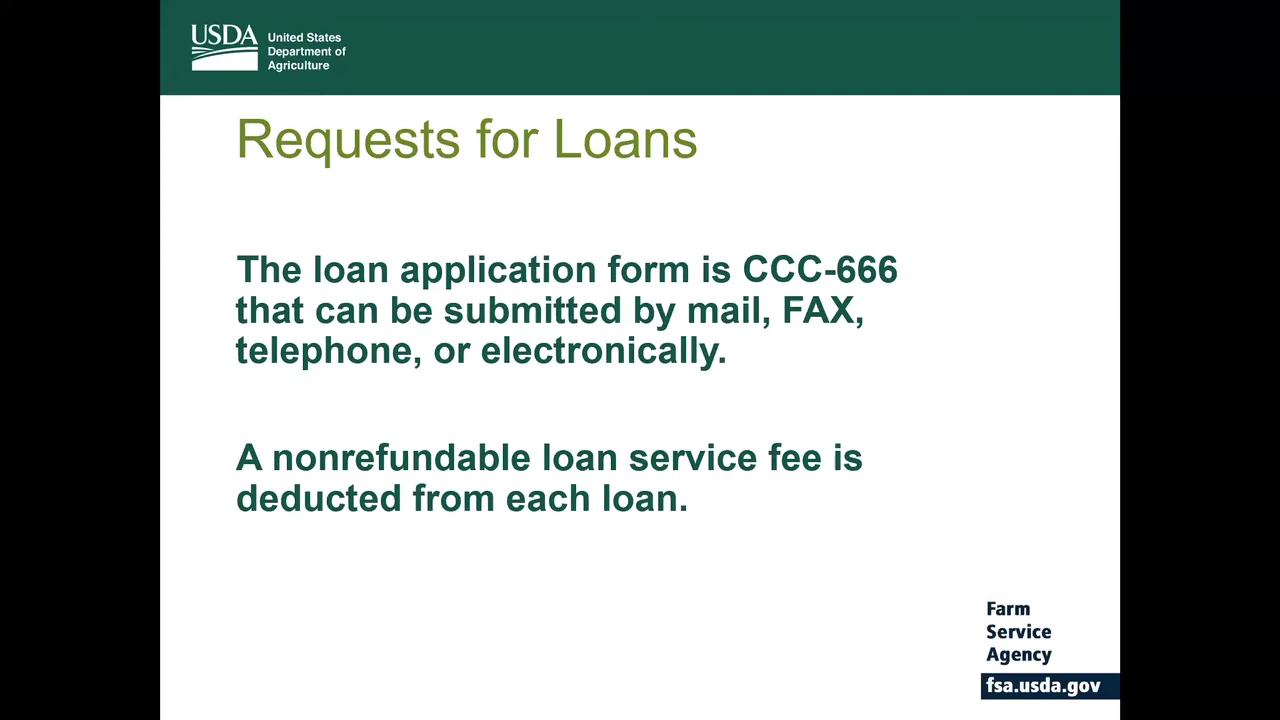 USDA
United States
Department of
Agriculture
Requests for Loans
The loan application form is CCC-666
that can be submitted by mail, FAX,
telephone, or electronically.
A nonrefundable loan service fee is
deducted from each loan.
Farm
Service
Agency
fsa.usda.gov